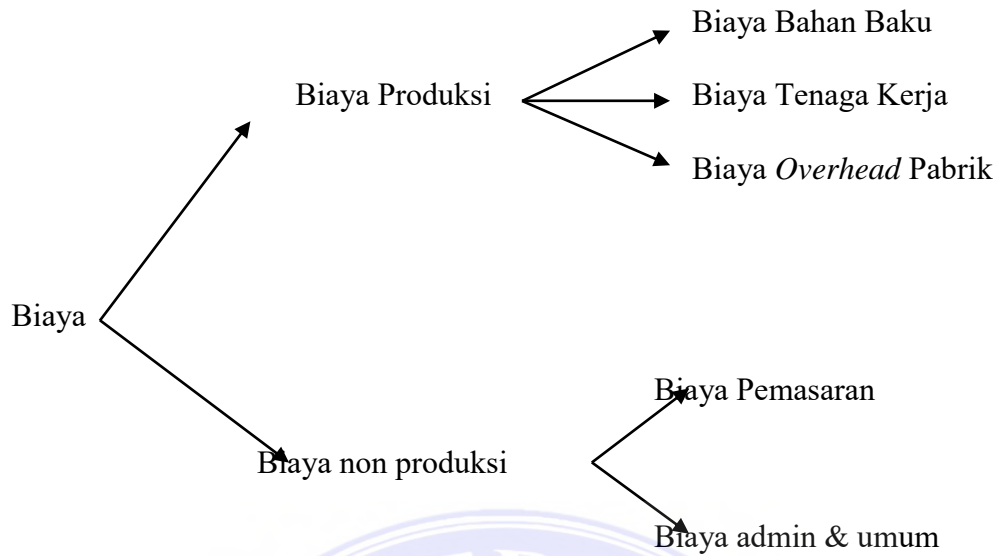 Biaya Bahan Baku
Biaya Produksi
Biaya Tenaga Kerja
Biaya Overhead Pabrik
Biaya
Biaya Pemasaran
Biaya non produksi
Biaya admin & umum